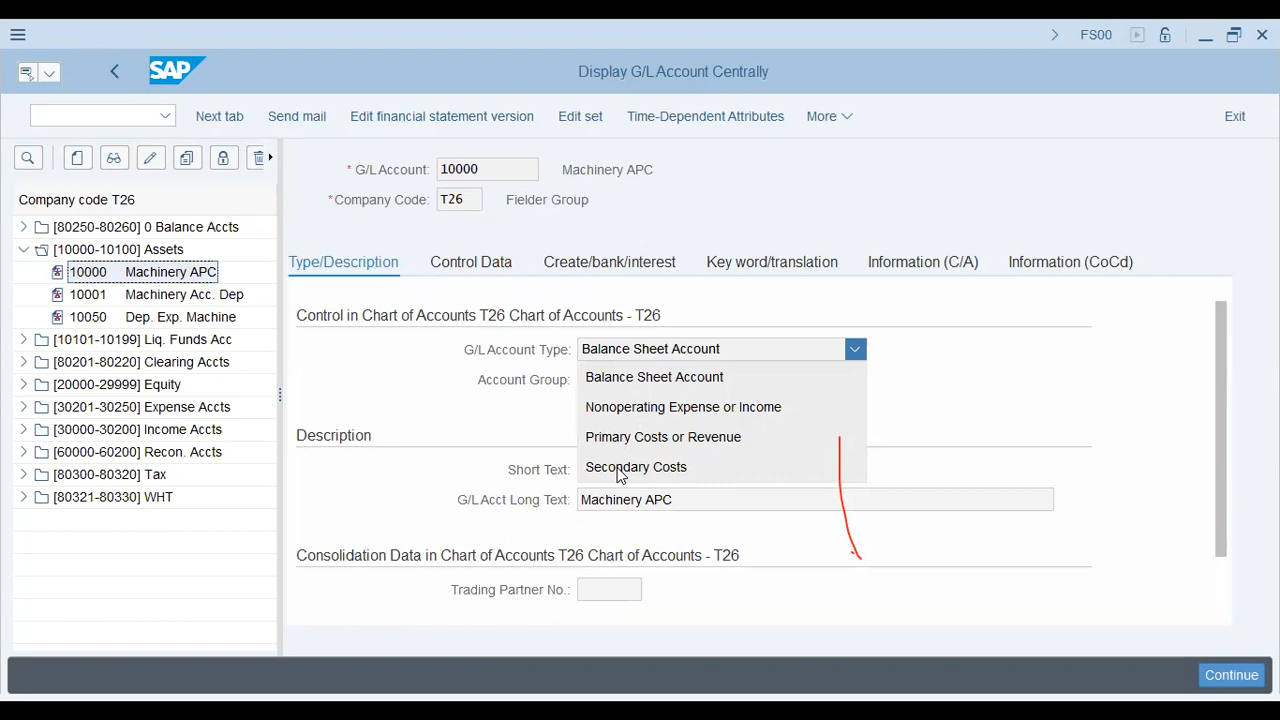 FS00
SAP Display G/L Account Centrally
Next tab Send mail Edit financial statement version Edit set Time-Dependent Attributes More Exit
* G/L Account: 10000 Machinery APC
* Company Code: T26 Fielder Group
Company code T26
[80250-80260] 0 Balance Accts
[10000-10100] Assets
10000 Machinery APC
10001 Machinery Acc. Dep
10050 Dep. Exp. Machine
[10101-10199] Liq. Funds Acc
[80201-80220] Clearing Accts
[20000-29999] Equity
[30201-30250] Expense Accts
[30000-30200] Income Accts
[60000-60200] Recon. Accts
[80300-80320] Tax
[80321-80330] WHT
Type/Description Control Data Create/bank/interest Key word/translation Information (C/A) Information (CoCd)
Control in Chart of Accounts T26 Chart of Accounts - T26
G/L Account Type: Balance Sheet Account
Balance Sheet Account
Account Group:
Nonoperating Expense or Income
Description
Primary Costs or Revenue
Secondary Costs
Short Text:
G/L Acct Long Text: Machinery APC
Consolidation Data in Chart of Accounts T26 Chart of Accounts - T26
Trading Partner No.:
Continue